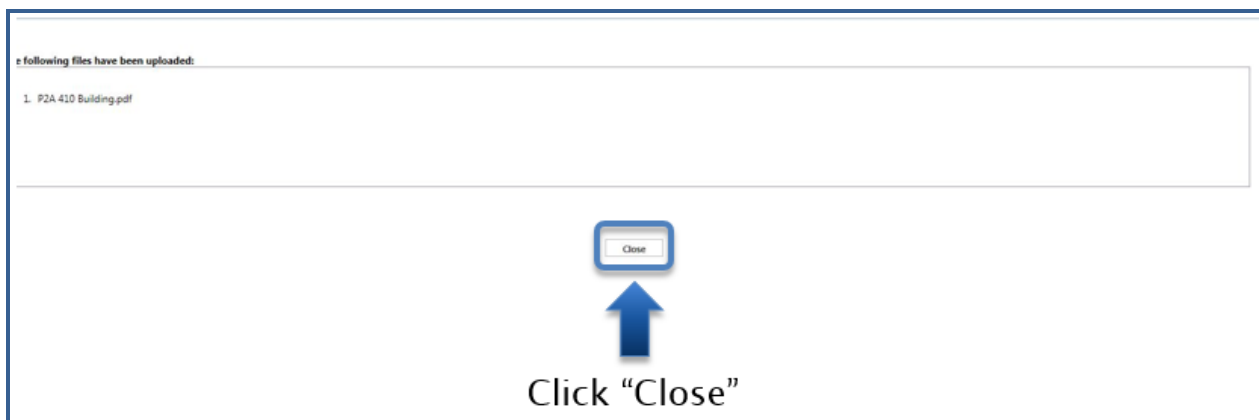 e following files have been uploaded:
1. P2A 410 Building.pdf
Close
Click “Close”